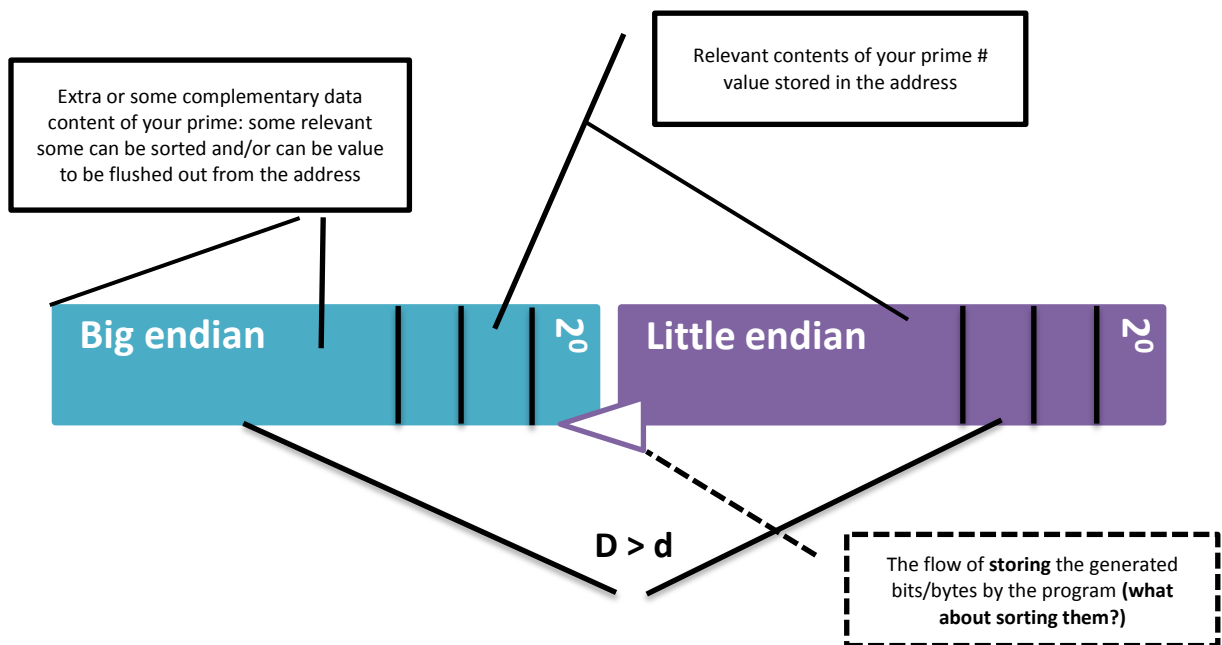 Relevant contents of your prime #
value stored in the address
Extra or some complementary data
content of your prime: some relevant
some can be sorted and/or can be value
to be flushed out from the address
Big endian
2⁰
Little endian
2⁰
D > d
The flow of storing the generated
bits/bytes by the program (what
about sorting them?)